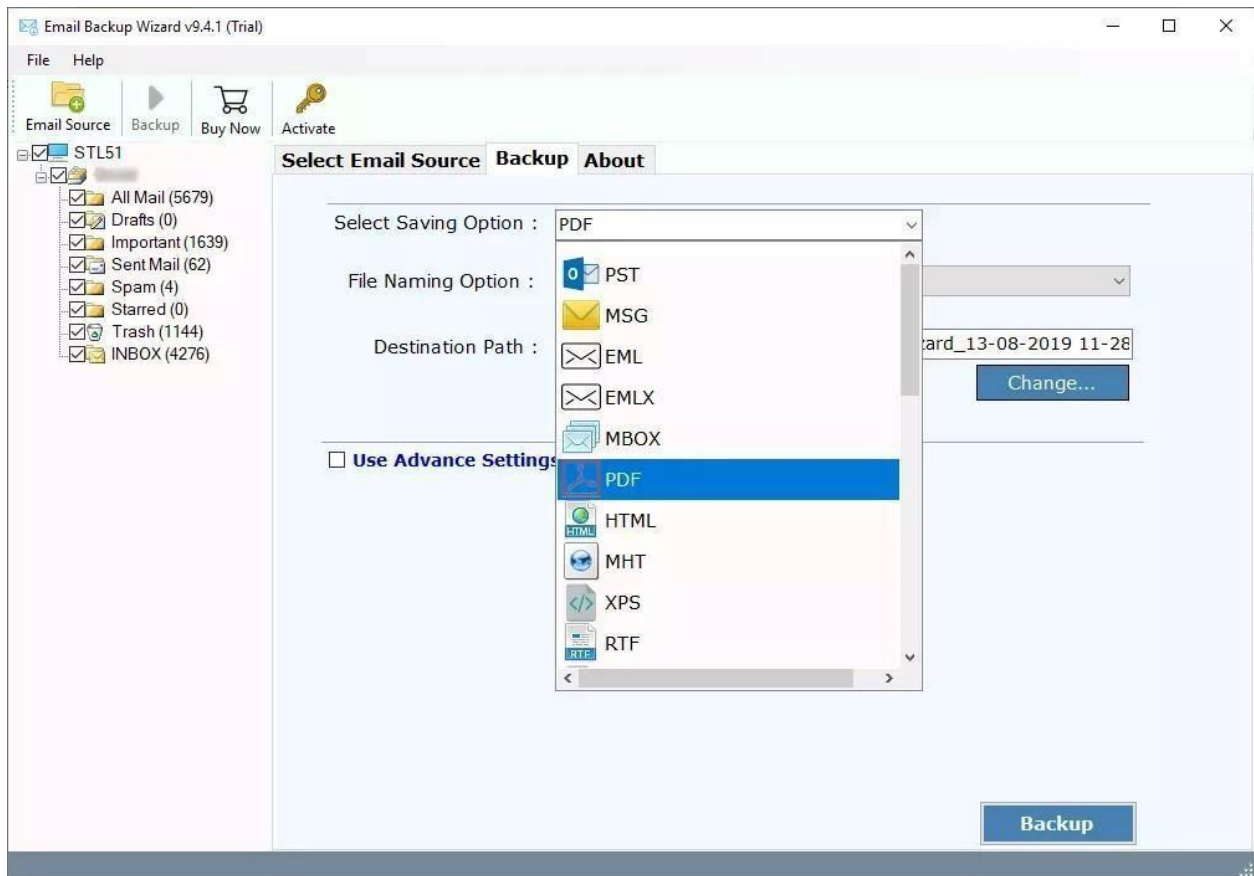 Email Backup Wizard v9.4.1 (Trial)
File Help
Email Source Backup Buy Now Activate
STL51
All Mail (5679)
Drafts (0)
Important (1639)
Sent Mail (62)
Spam (4)
Starred (0)
Trash (1144)
INBOX (4276)
Select Email Source Backup About
Select Saving Option : PDF
PST
File Naming Option :
MSG
Destination Path : zard_13-08-2019 11-28
EML
Change...
EMLX
MBOX
Use Advance Settings
PDF
HTML
HTML
MHT
XPS
RTF
RTF
Backup